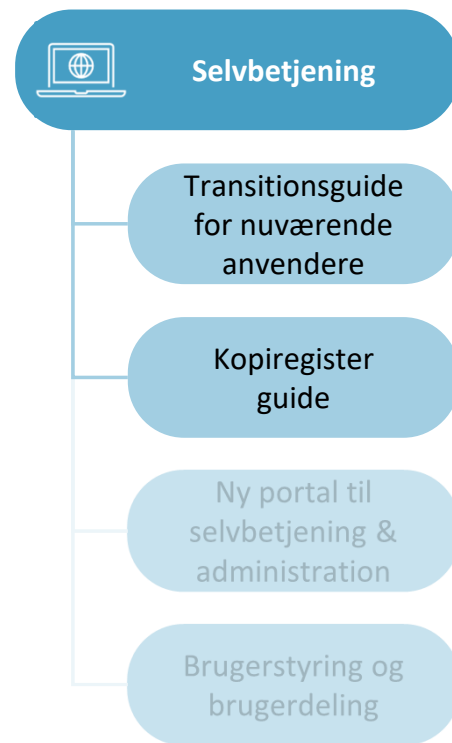 Selvbetjening
Transitionsguide
for nuværende
anvendere
Kopiregister
guide
Ny portal til
selvbetjening &
administration
Brugerstyring og
brugerdeling